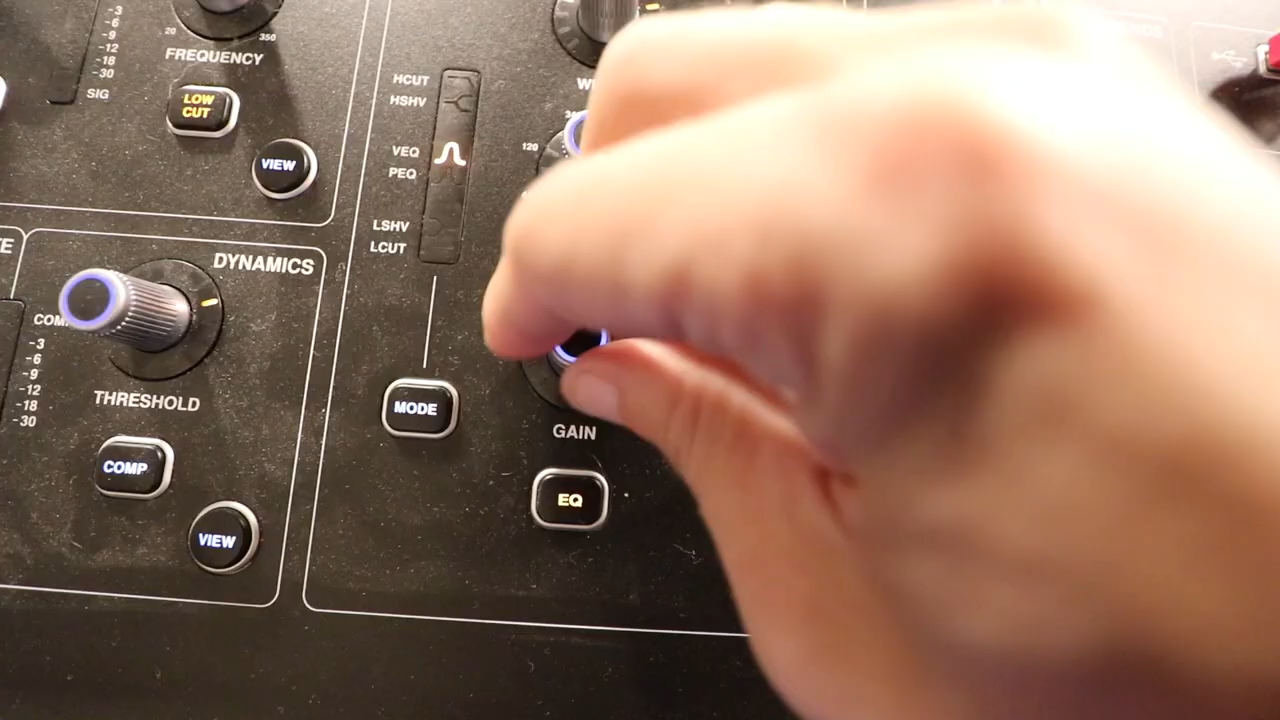 -3
-6
-9
-12
-18
-30
SIG
20
350
FREQUENCY
LOW
CUT
VIEW
DYNAMICS
-3
-6
-9
-12
-18
-30
THRESHOLD
COMP
VIEW
HCUT
HSHV
VEQ
PEQ
LSHV
LCUT
MODE
120
GAIN
EQ